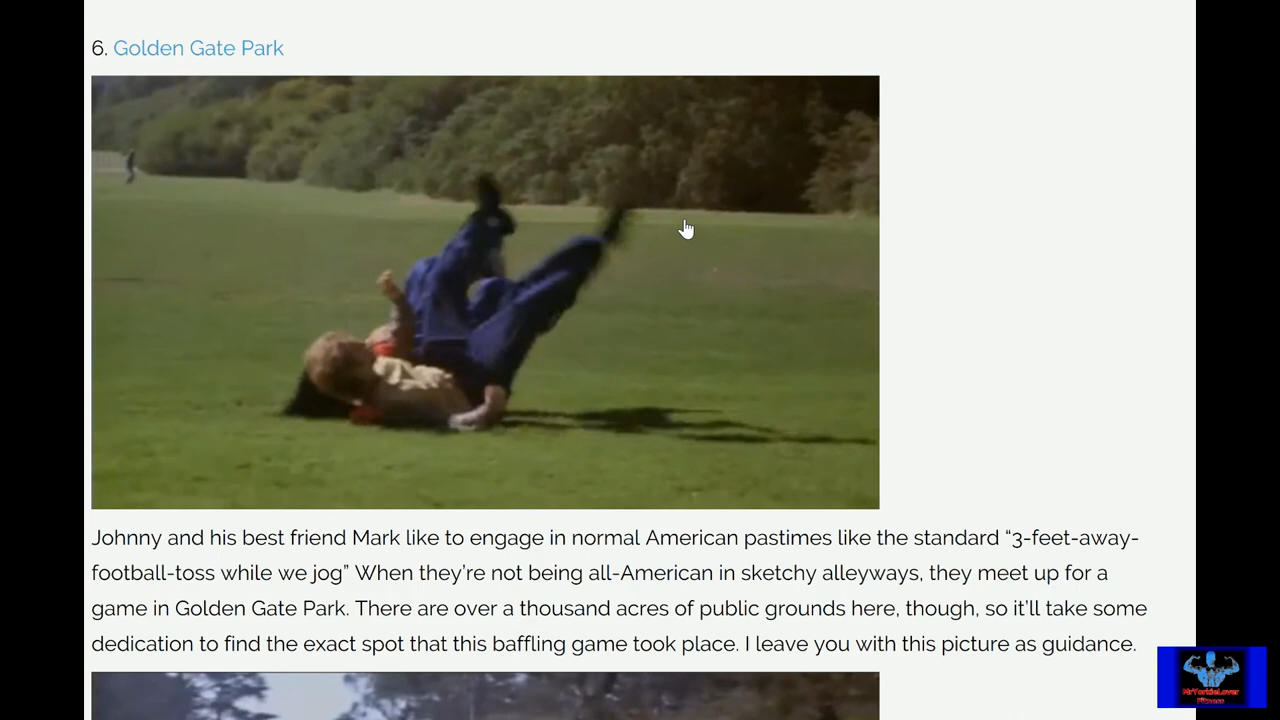 6. Golden Gate Park
Johnny and his best friend Mark like to engage in normal American pastimes like the standard “3-feet-away-
football-toss while we jog” When they’re not being all-American in sketchy alleyways, they meet up for a
game in Golden Gate Park. There are over a thousand acres of public grounds here, though, so it’ll take some
dedication to find the exact spot that this baffling game took place. I leave you with this picture as guidance.
MrYorkieLover
Fitness